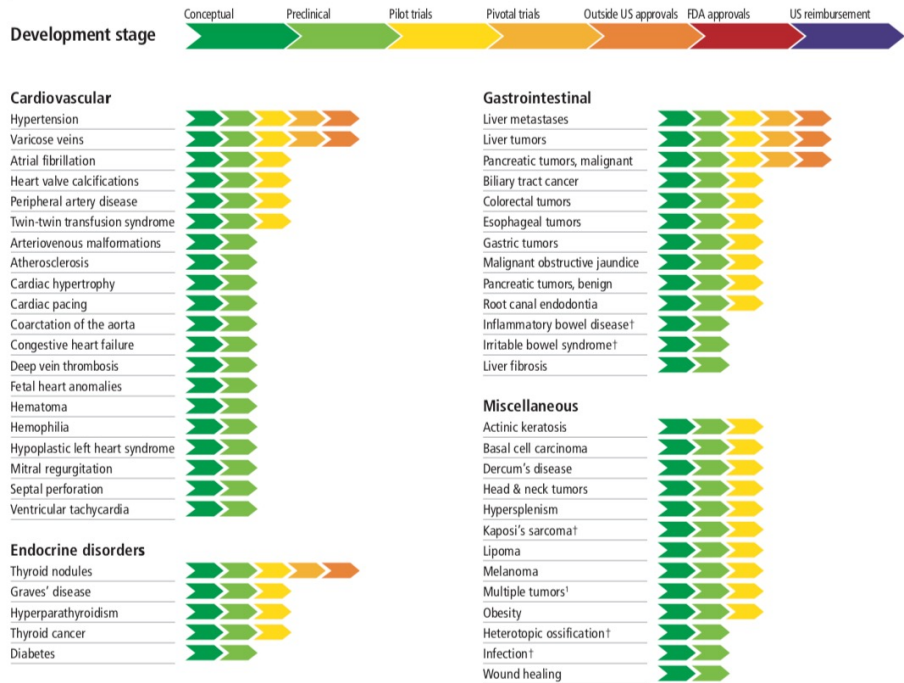 Conceptual Preclinical Pilot trials Pivotal trials Outside US approvals FDA approvals US reimbursement
Development stage
Cardiovascular
Hypertension
Varicose veins
Atrial fibrillation
Heart valve calcifications
Peripheral artery disease
Twin-twin transfusion syndrome
Arteriovenous malformations
Atherosclerosis
Cardiac hypertrophy
Cardiac pacing
Coarctation of the aorta
Congestive heart failure
Deep vein thrombosis
Fetal heart anomalies
Hematoma
Hemophilia
Hypoplastic left heart syndrome
Mitral regurgitation
Septal perforation
Ventricular tachycardia
Endocrine disorders
Thyroid nodules
Graves' disease
Hyperparathyroidism
Thyroid cancer
Diabetes
Gastrointestinal
Liver metastases
Liver tumors
Pancreatic tumors, malignant
Biliary tract cancer
Colorectal tumors
Esophageal tumors
Gastric tumors
Malignant obstructive jaundice
Pancreatic tumors, benign
Root canal endodontia
Inflammatory bowel disease†
Irritable bowel syndrome†
Liver fibrosis
Miscellaneous
Actinic keratosis
Basal cell carcinoma
Dercum's disease
Head & neck tumors
Hypersplenism
Kaposi's sarcoma†
Lipoma
Melanoma
Multiple tumors¹
Obesity
Heterotopic ossification†
Infection†
Wound healing